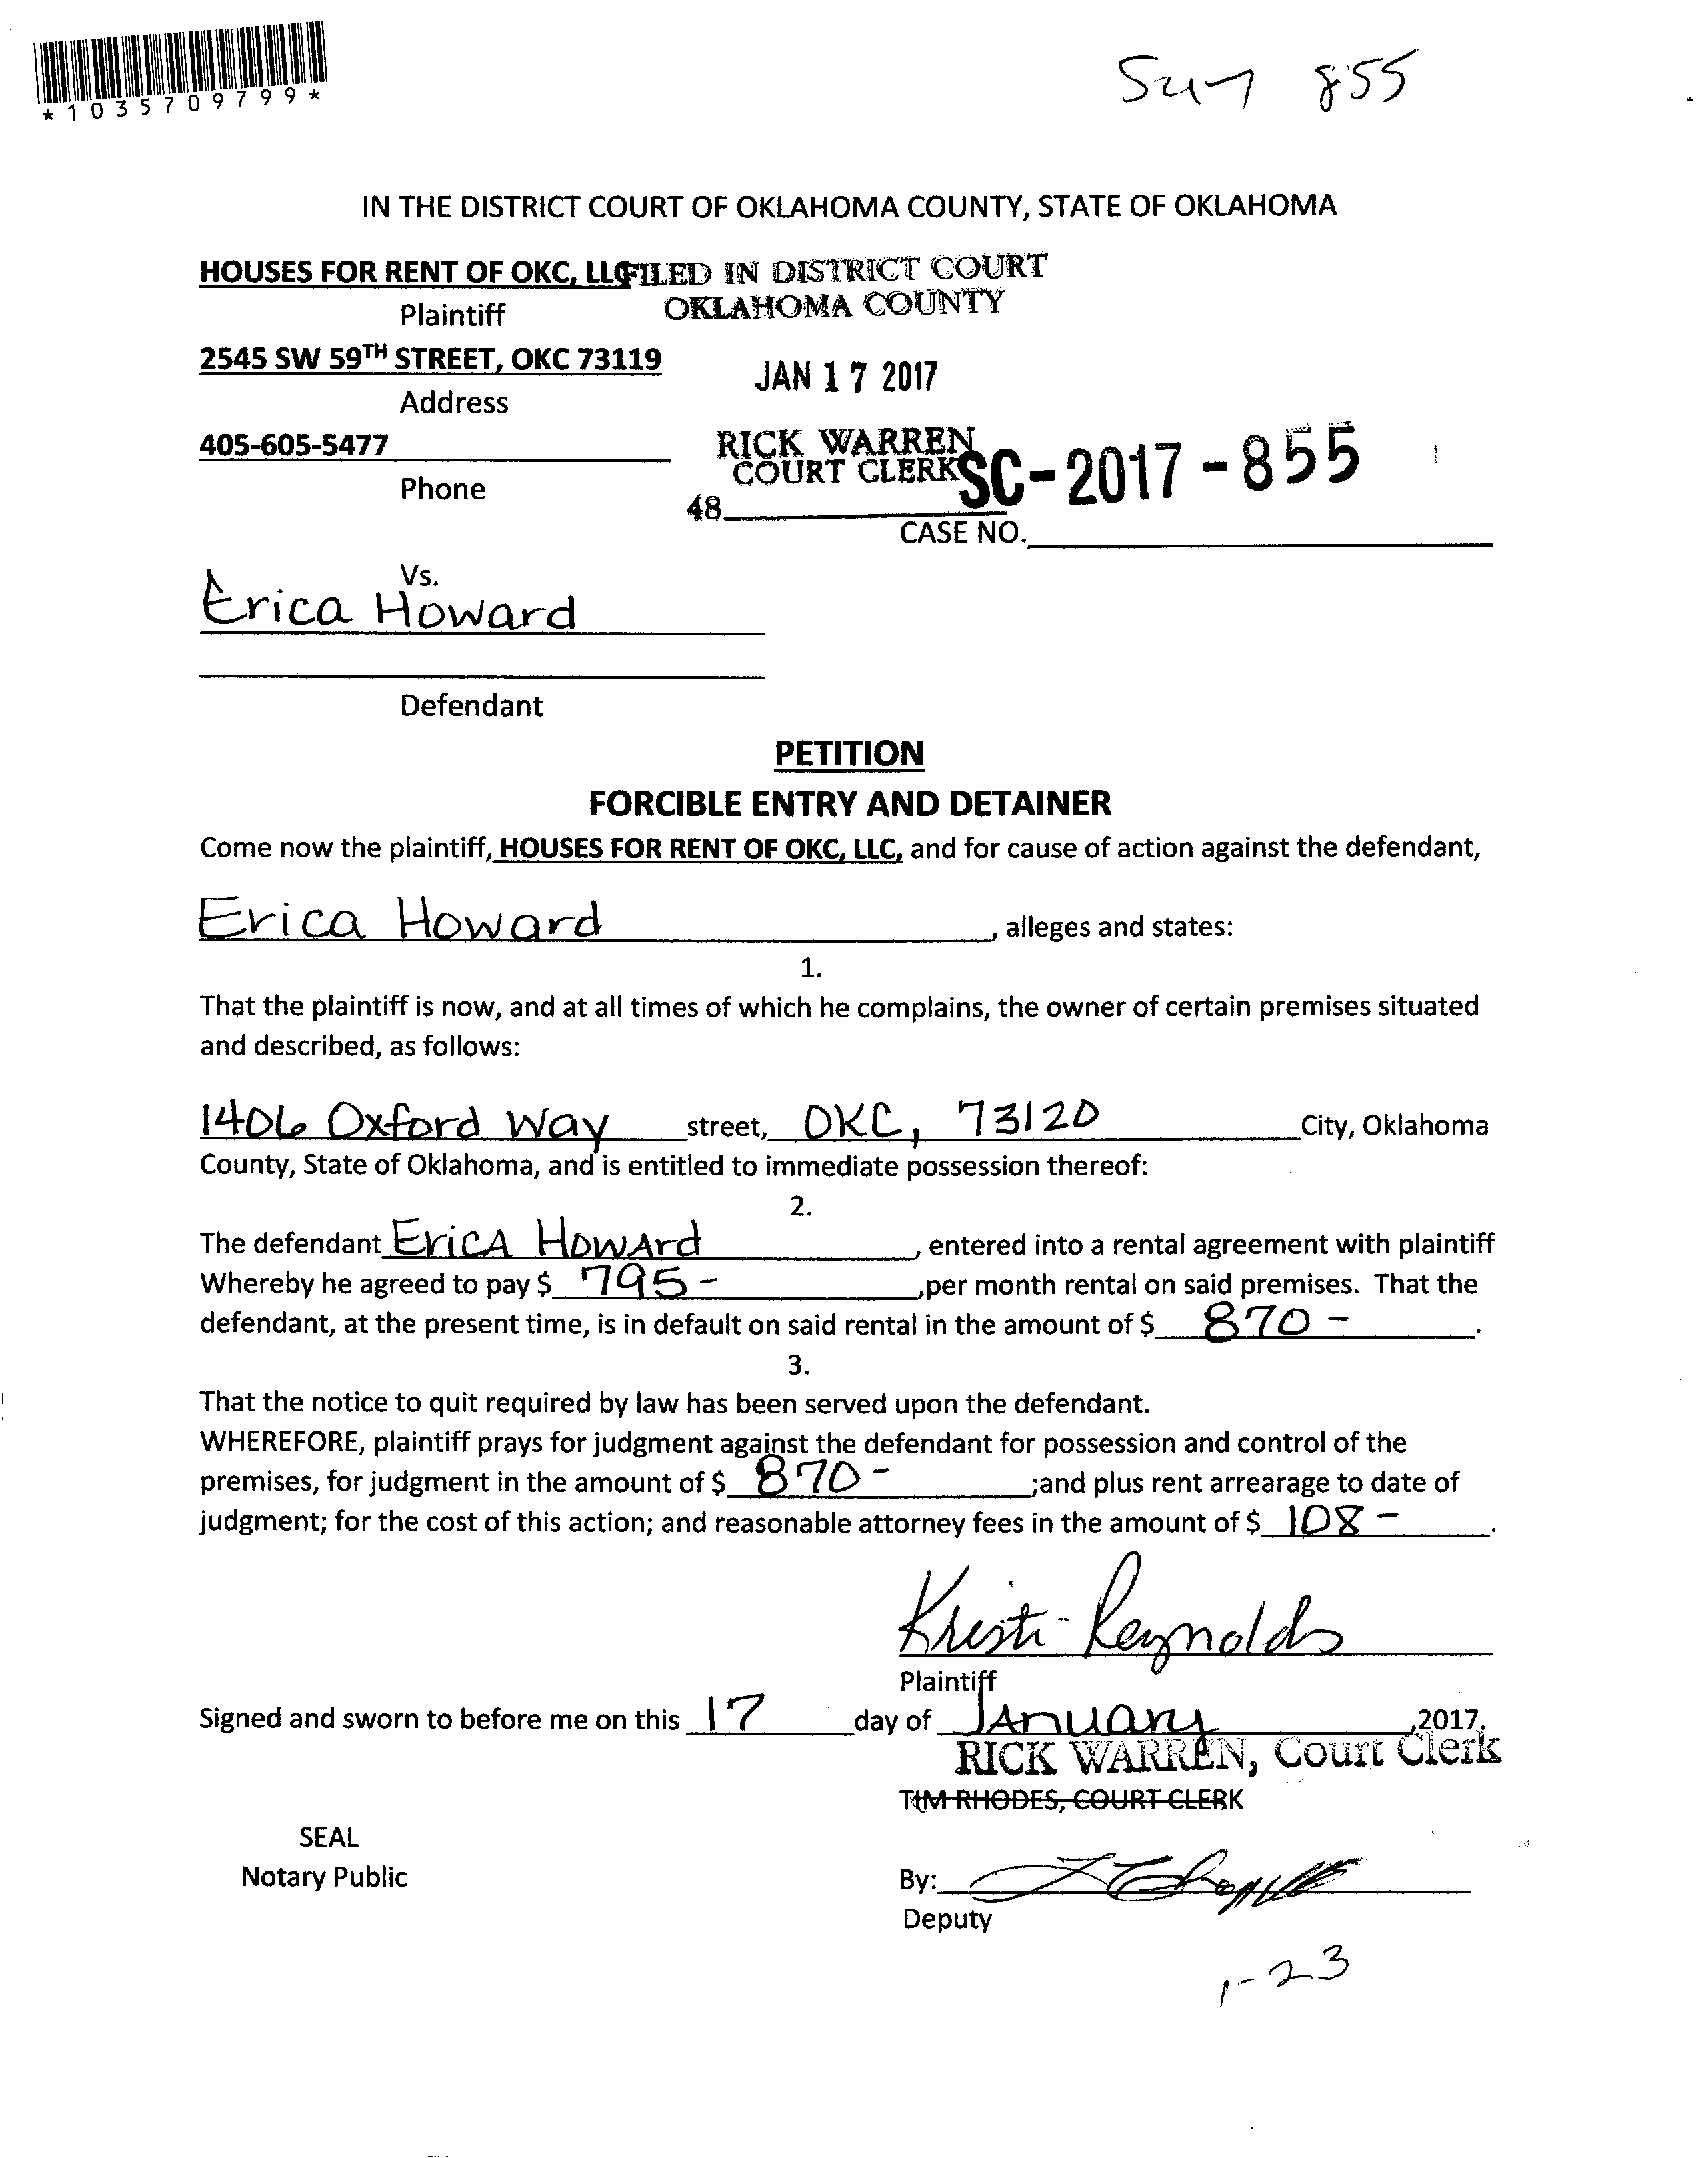 *1035709799*
855
IN THE DISTRICT COURT OF OKLAHOMA COUNTY, STATE OF OKLAHOMA
HOUSES FOR RENT OF OKC, LLC FILED IN DISTRICT COURT
Plaintiff OKLAHOMA COUNTY
2545 SW 59TH STREET, OKC 73119
JAN 17 2017
Address
405-605-5477 RICK WARREN
COURT CLERK SC-2017-855
Phone
48
CASE NO.
Vs.
Erica Howard
Defendant
PETITION
FORCIBLE ENTRY AND DETAINER
Come now the plaintiff, HOUSES FOR RENT OF OKC, LLC, and for cause of action against the defendant,
Erica Howard, alleges and states:
1.
That the plaintiff is now, and at all times of which he complains, the owner of certain premises situated
and described, as follows:
1406 Oxford Way street, OKC, 73120 City, Oklahoma
County, State of Oklahoma, and is entitled to immediate possession thereof:
2.
The defendant Erica Howard, entered into a rental agreement with plaintiff
Whereby he agreed to pay $ 795- ,per month rental on said premises. That the
defendant, at the present time, is in default on said rental in the amount of $ 870-.
3.
That the notice to quit required by law has been served upon the defendant.
WHEREFORE, plaintiff prays for judgment against the defendant for possession and control of the
premises, for judgment in the amount of $ 870- ;and plus rent arrearage to date of
judgment; for the cost of this action; and reasonable attorney fees in the amount of $ 108-.
Kristi Reynolds
Plaintiff
Signed and sworn to before me on this 17 day of January ,2017.
RICK WARREN, Court Clerk
TIM RHODES, COURT CLERK
SEAL
Notary Public
By:
Deputy
1-23